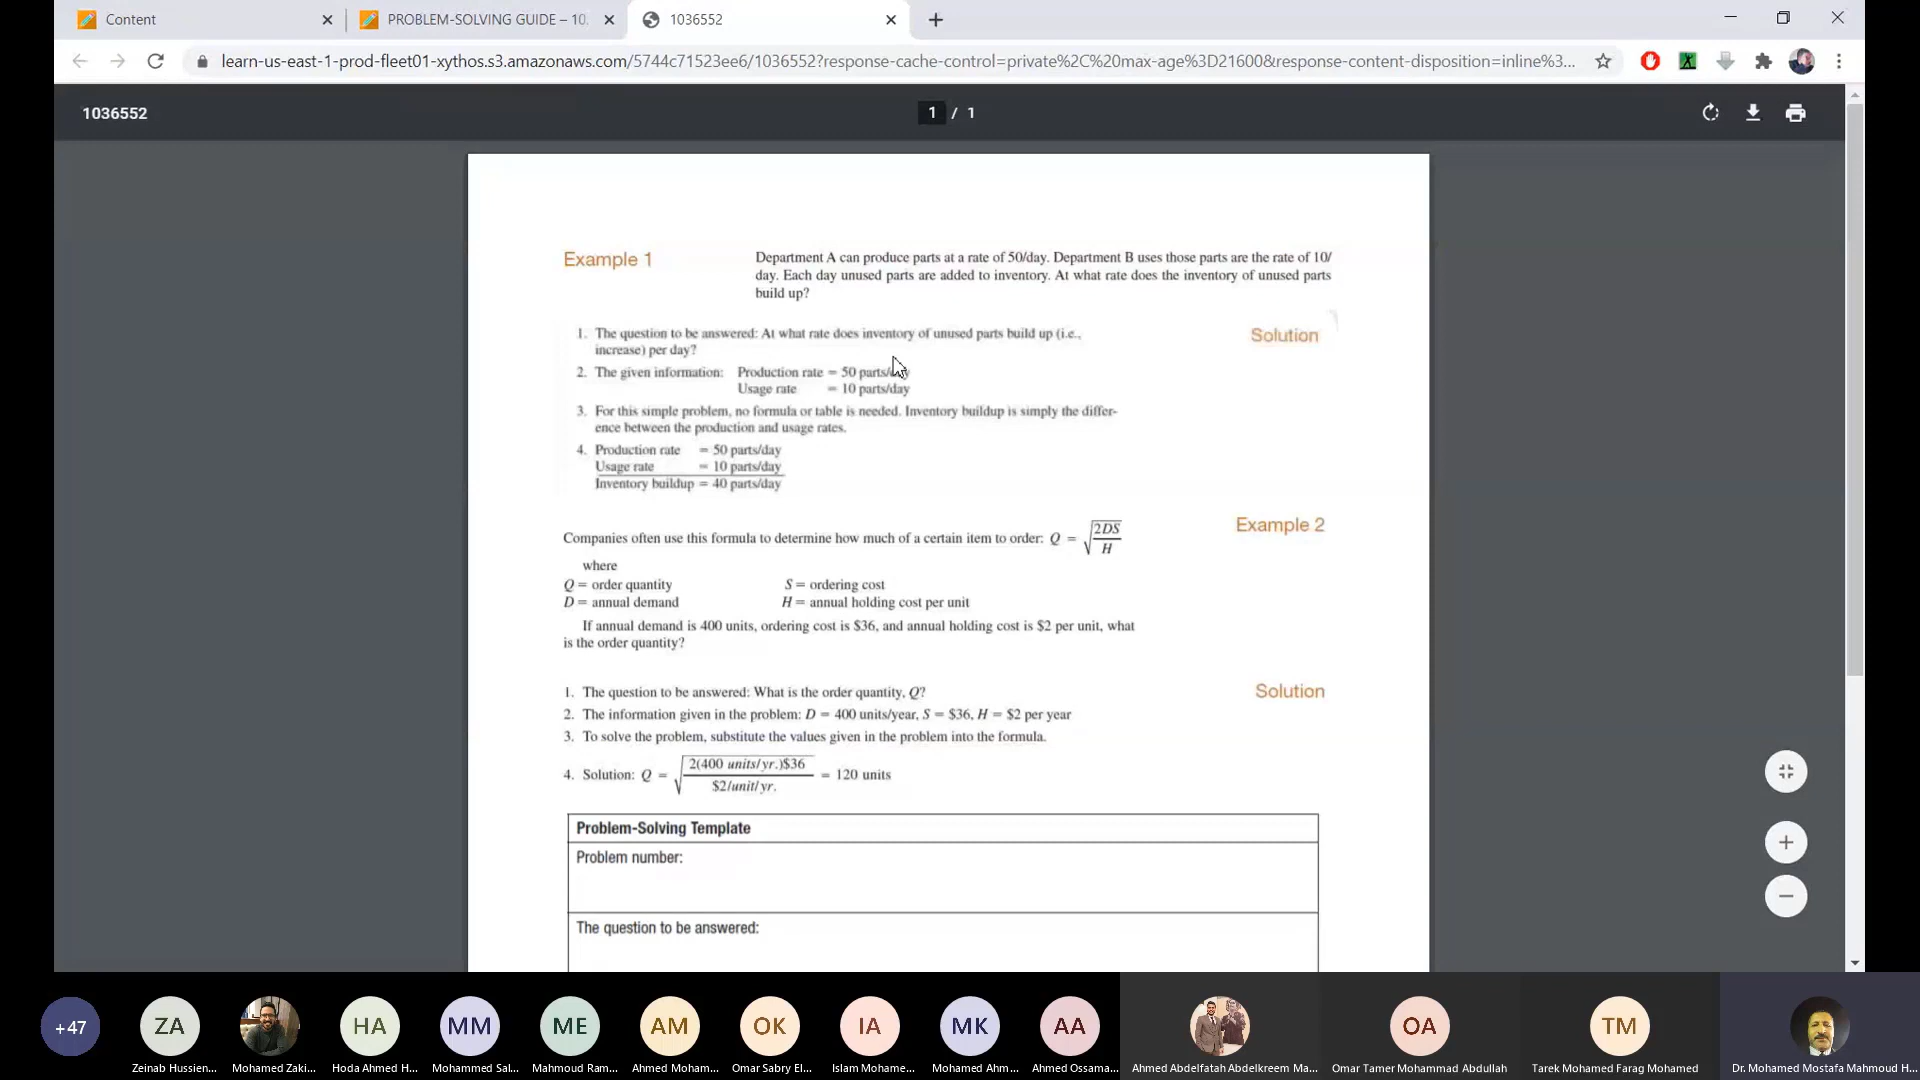 Content
PROBLEM-SOLVING GUIDE – 10
1036552
learn-us-east-1-prod-fleet01-xythos.s3.amazonaws.com/5744c71523ee6/1036552?response-cache-control=private%2C%20max-age%3D21600&response-content-disposition=inline%3...
1036552
1 / 1
Example 1
Department A can produce parts at a rate of 50/day. Department B uses those parts are the rate of 10/
day. Each day unused parts are added to inventory. At what rate does the inventory of unused parts
build up?
1. The question to be answered: At what rate does inventory of unused parts build up (i.e.,
increase) per day?
Solution
2. The given information: Production rate = 50 parts/day
Usage rate = 10 parts/day
3. For this simple problem, no formula or table is needed. Inventory buildup is simply the differ-
ence between the production and usage rates.
4. Production rate = 50 parts/day
Usage rate = 10 parts/day
Inventory buildup = 40 parts/day
Example 2
Companies often use this formula to determine how much of a certain item to order: Q = √(2DS/H)
where
Q = order quantity S = ordering cost
D = annual demand H = annual holding cost per unit
If annual demand is 400 units, ordering cost is $36, and annual holding cost is $2 per unit, what
is the order quantity?
1. The question to be answered: What is the order quantity, Q?
Solution
2. The information given in the problem: D = 400 units/year, S = $36, H = $2 per year
3. To solve the problem, substitute the values given in the problem into the formula.
4. Solution: Q = √(2(400 units/yr.)$36 / $2/unit/yr.) = 120 units
Problem-Solving Template
Problem number:
The question to be answered:
+47 ZA HA MM ME AM OK IA MK AA OA TM
Zeinab Hussien... Mohamed Zaki... Hoda Ahmed H... Mohammed Sal... Mahmoud Ram... Ahmed Moham... Omar Sabry El... Islam Mohame... Mohamed Ahm... Ahmed Ossama... Ahmed Abdelfatah Abdelkreem Ma... Omar Tamer Mohammad Abdullah Tarek Mohamed Farag Mohamed Dr. Mohamed Mostafa Mahmoud H...